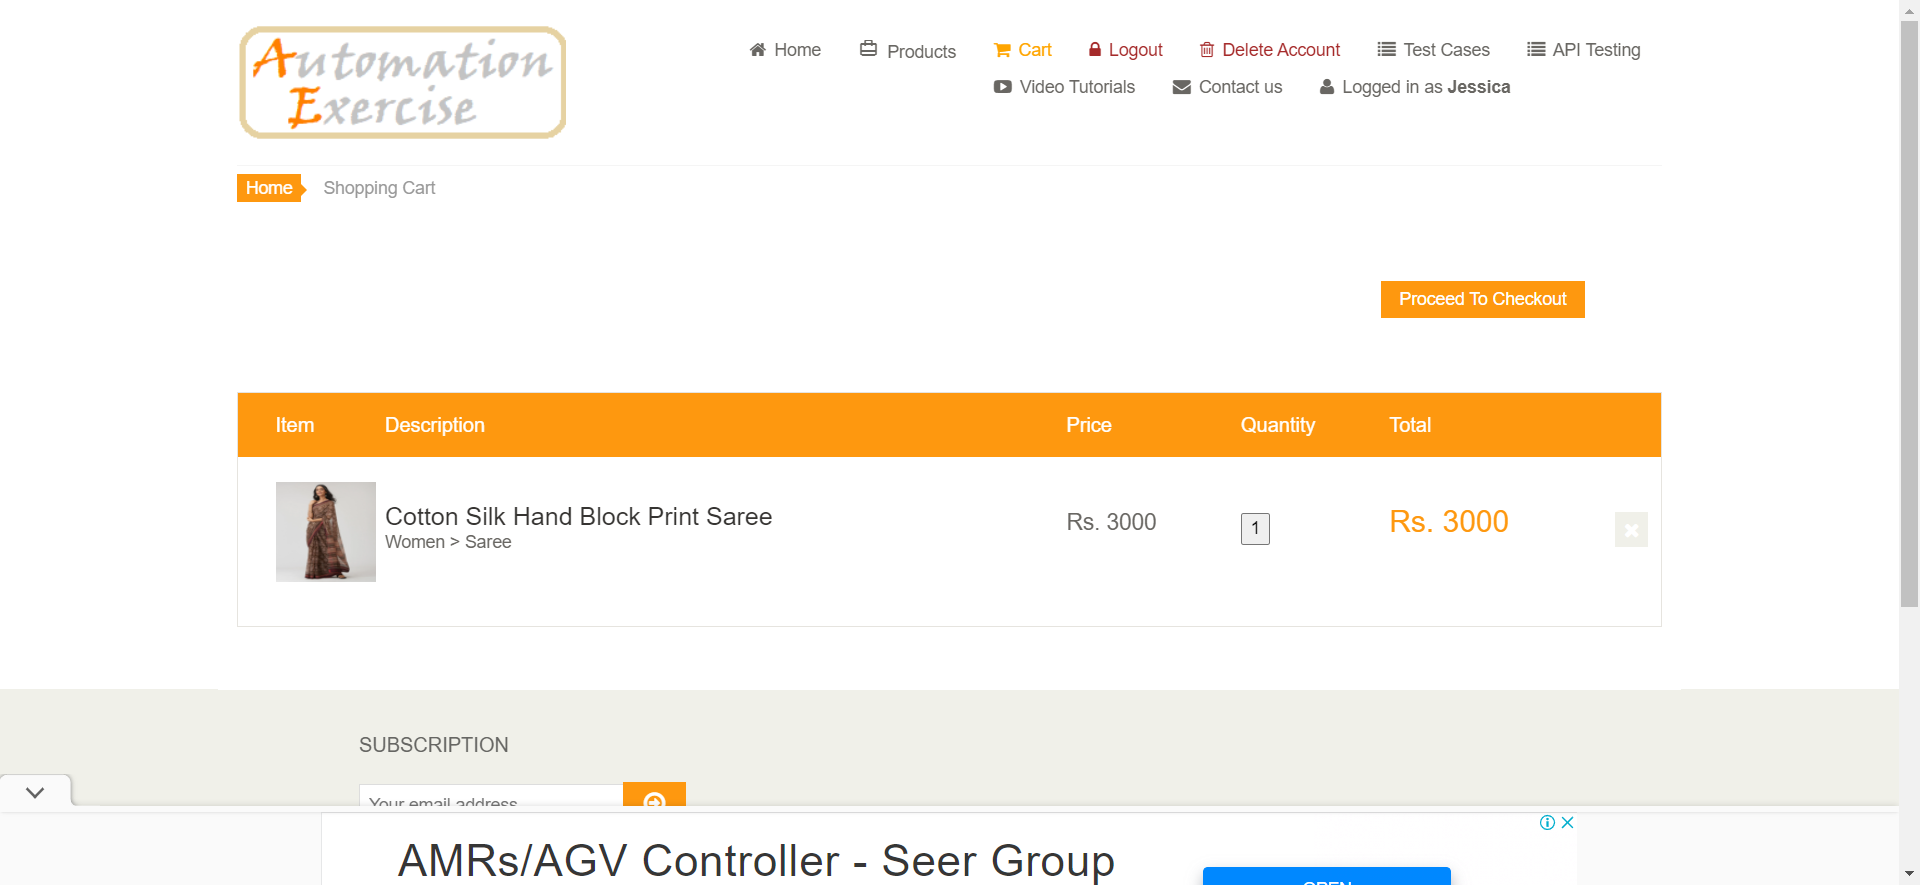 Automation
Exercise
Home
Products
Cart
Logout
Delete Account
Test Cases
API Testing
Video Tutorials
Contact us
Logged in as Jessica
Home
Shopping Cart
Proceed To Checkout
Item Description Price Quantity Total
Cotton Silk Hand Block Print Saree
Women > Saree
Rs. 3000
1
Rs. 3000
SUBSCRIPTION
Your email address
AMRs/AGV Controller - Seer Group
OPEN